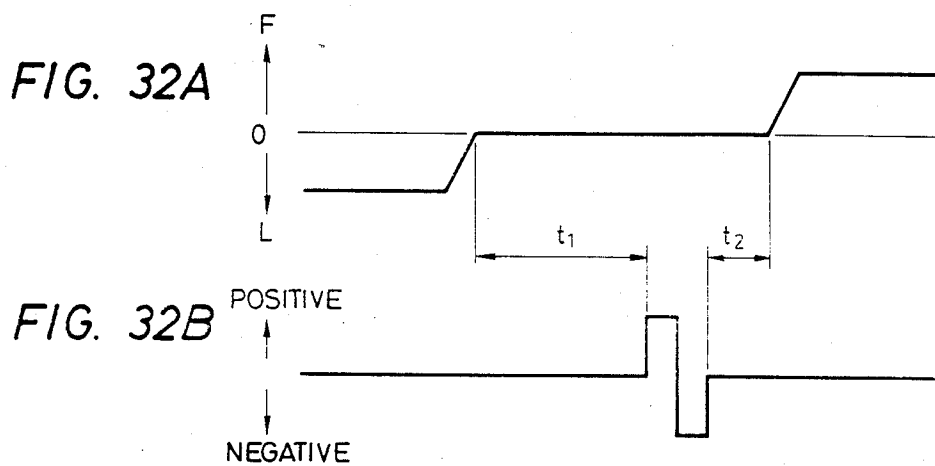 F
FIG. 32A
0
L
t1
t2
POSITIVE
FIG. 32B
NEGATIVE